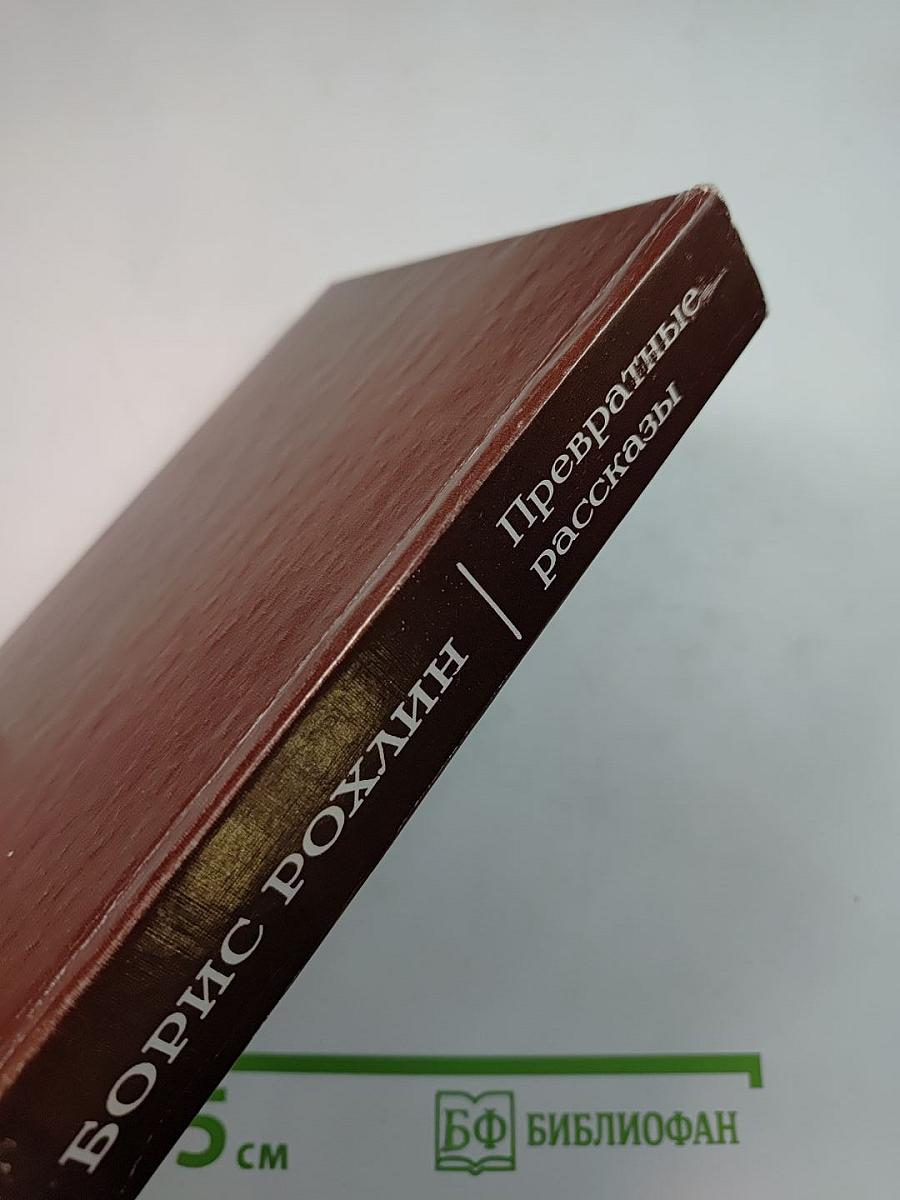 БОРИС РОХЛИН
Превратные
рассказы
5 см
БФ БИБЛИОФАН